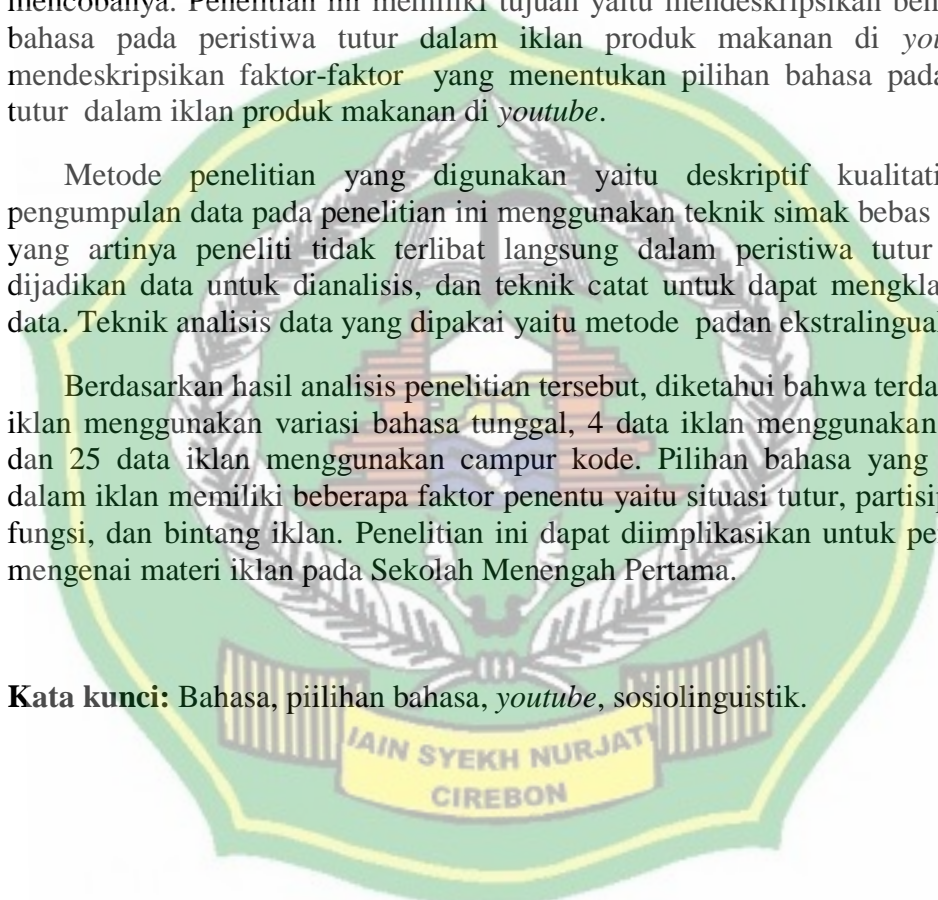 mencobanya. Penelitian ini memiliki tujuan yaitu mendeskripsikan
bahasa pada peristiwa tutur dalam iklan produk makanan di
mendeskripsikan faktor-faktor yang menentukan pilihan bahasa pada
tutur dalam iklan produk makanan di youtube.
Metode penelitian yang digunakan yaitu deskriptif
pengumpulan data pada penelitian ini menggunakan teknik simak bebas
yang artinya peneliti tidak terlibat langsung dalam peristiwa tutur
dijadikan data untuk dianalisis, dan teknik catat untuk dapat
data. Teknik analisis data yang dipakai yaitu metode padan ekstralingual
Berdasarkan hasil analisis penelitian tersebut, diketahui bahwa
iklan menggunakan variasi bahasa tunggal, 4 data iklan menggunakan
dan 25 data iklan menggunakan campur kode. Pilihan bahasa yang
dalam iklan memiliki beberapa faktor penentu yaitu situasi tutur,
fungsi, dan bintang iklan. Penelitian ini dapat diimplikasikan untuk
mengenai materi iklan pada Sekolah Menengah Pertama.
Kata kunci: Bahasa, piilihan bahasa, youtube, sosiolinguistik.
IAIN SYEKH NURJATI
CIREBON